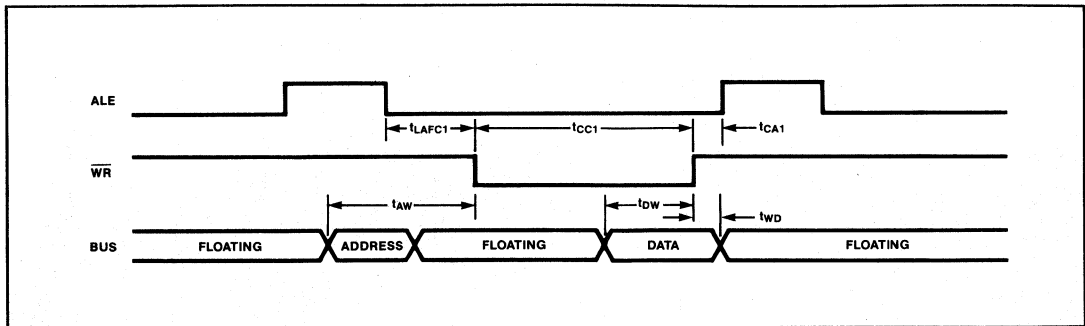 ALE
tLAFC1 tCC1 tCA1
WR
tAW tDW
tWD
BUS FLOATING ADDRESS FLOATING DATA FLOATING